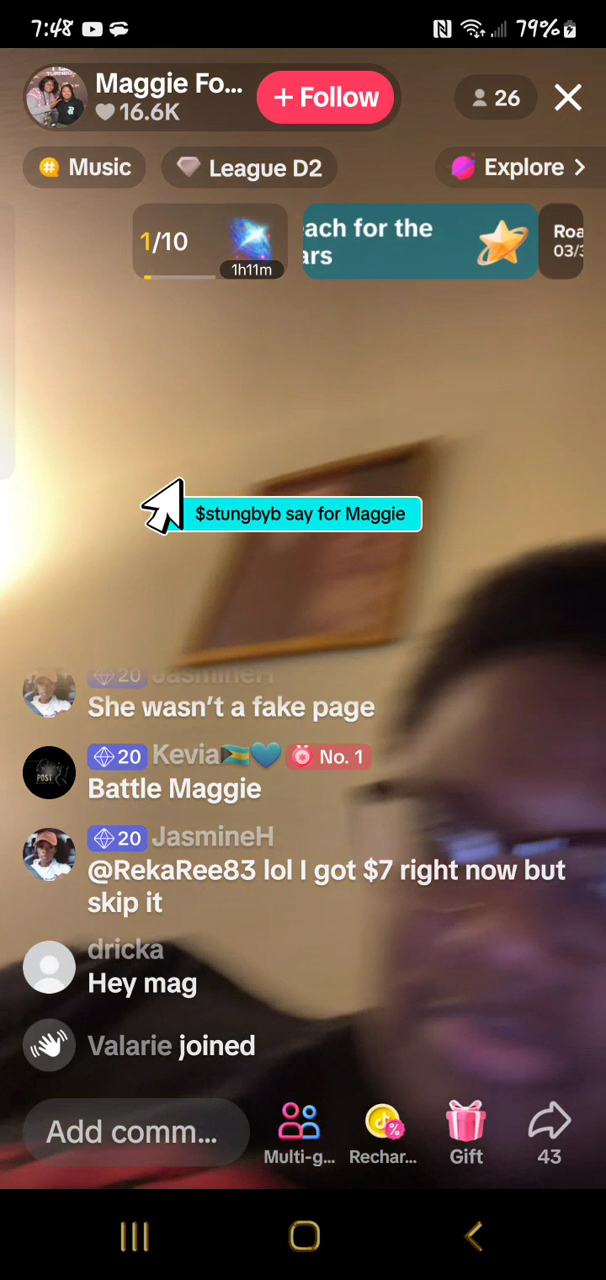 7:48
79%
Maggie Fo...
16.6K
+ Follow
26
Music
League D2
Explore >
1/10
1h11m
ach for the
ars
Roa
03/3
$stungbyb say for Maggie
20 JasmineH
She wasn't a fake page
20 Kevia🇧🇸💙 No. 1
Battle Maggie
20 JasmineH
@RekaRee83 lol I got $7 right now but
skip it
dricka
Hey mag
Valarie joined
POST
Add comm...
Multi-g...
Rechar...
Gift
43